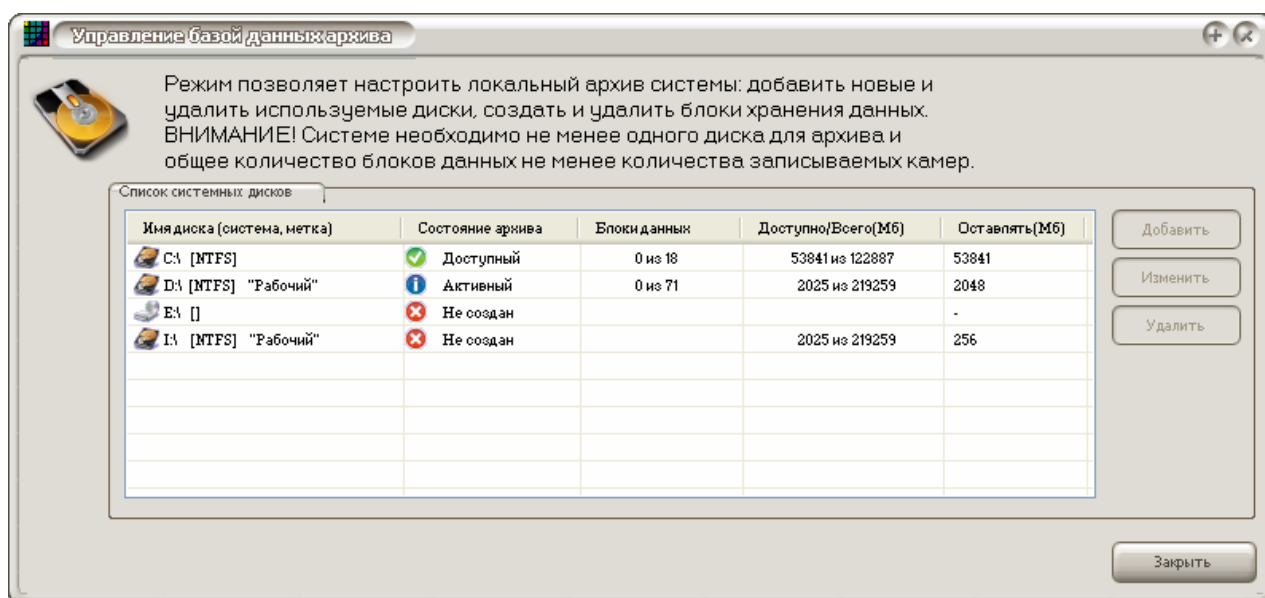 Управление базой данных архива
Режим позволяет настроить локальный архив системы: добавить новые и
удалить используемые диски, создать и удалить блоки хранения данных.
ВНИМАНИЕ! Системе необходимо не менее одного диска для архива и
общее количество блоков данных не менее количества записываемых камер.
Список системных дисков
Имя диска (система, метка) Состояние архива Блоки данных Доступно/Всего(Мб) Оставлять(Мб)
C:\ [NTFS] Доступный 0 из 18 53841 из 122887 53841
D:\ [NTFS] "Рабочий" Активный 0 из 71 2025 из 219259 2048
E:\ [] Не создан -
I:\ [NTFS] "Рабочий" Не создан 2025 из 219259 256
Добавить
Изменить
Удалить
Закрыть